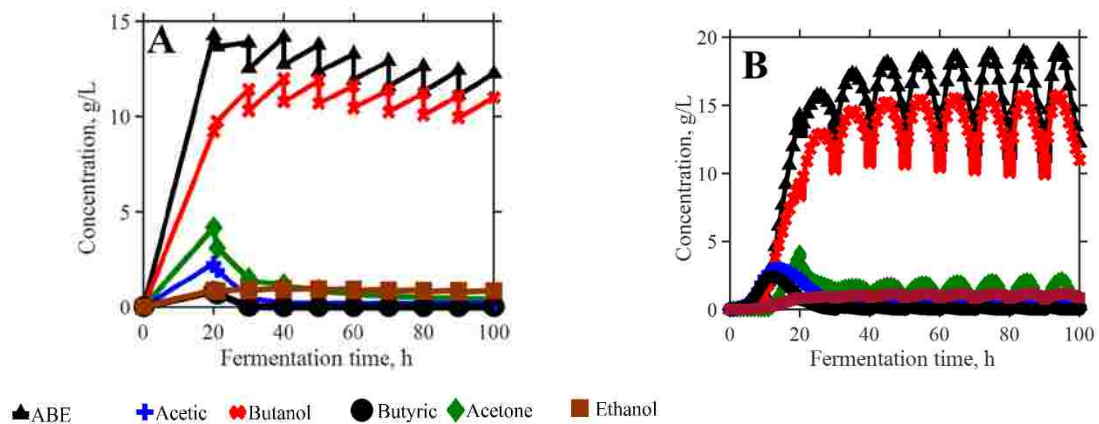 A
15
10
5
0
Concentration, g/L
0 20 40 60 80 100
Fermentation time, h
B
20
15
10
5
0
Concentration, g/L
0 20 40 60 80 100
Fermentation time, h
ABE Acetic Butanol Butyric Acetone Ethanol